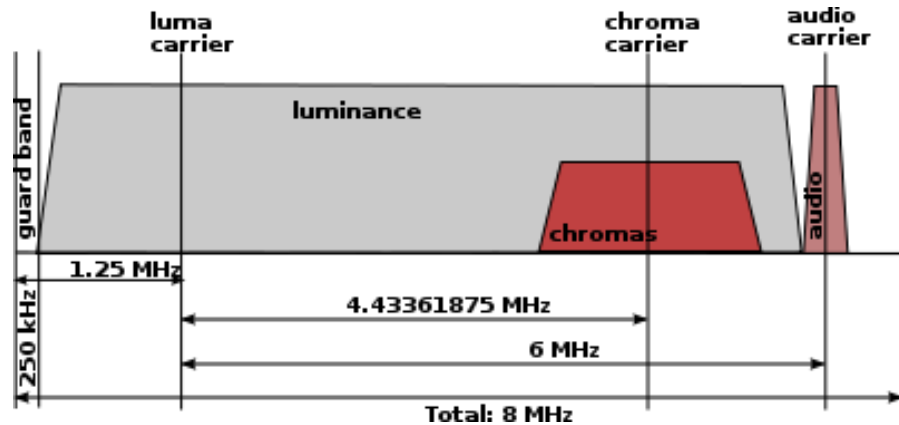 luma
carrier
chroma
carrier
audio
carrier
luminance
guard band
chromas
audio
1.25 MHz
250 kHz
4.43361875 MHz
6 MHz
Total: 8 MHz